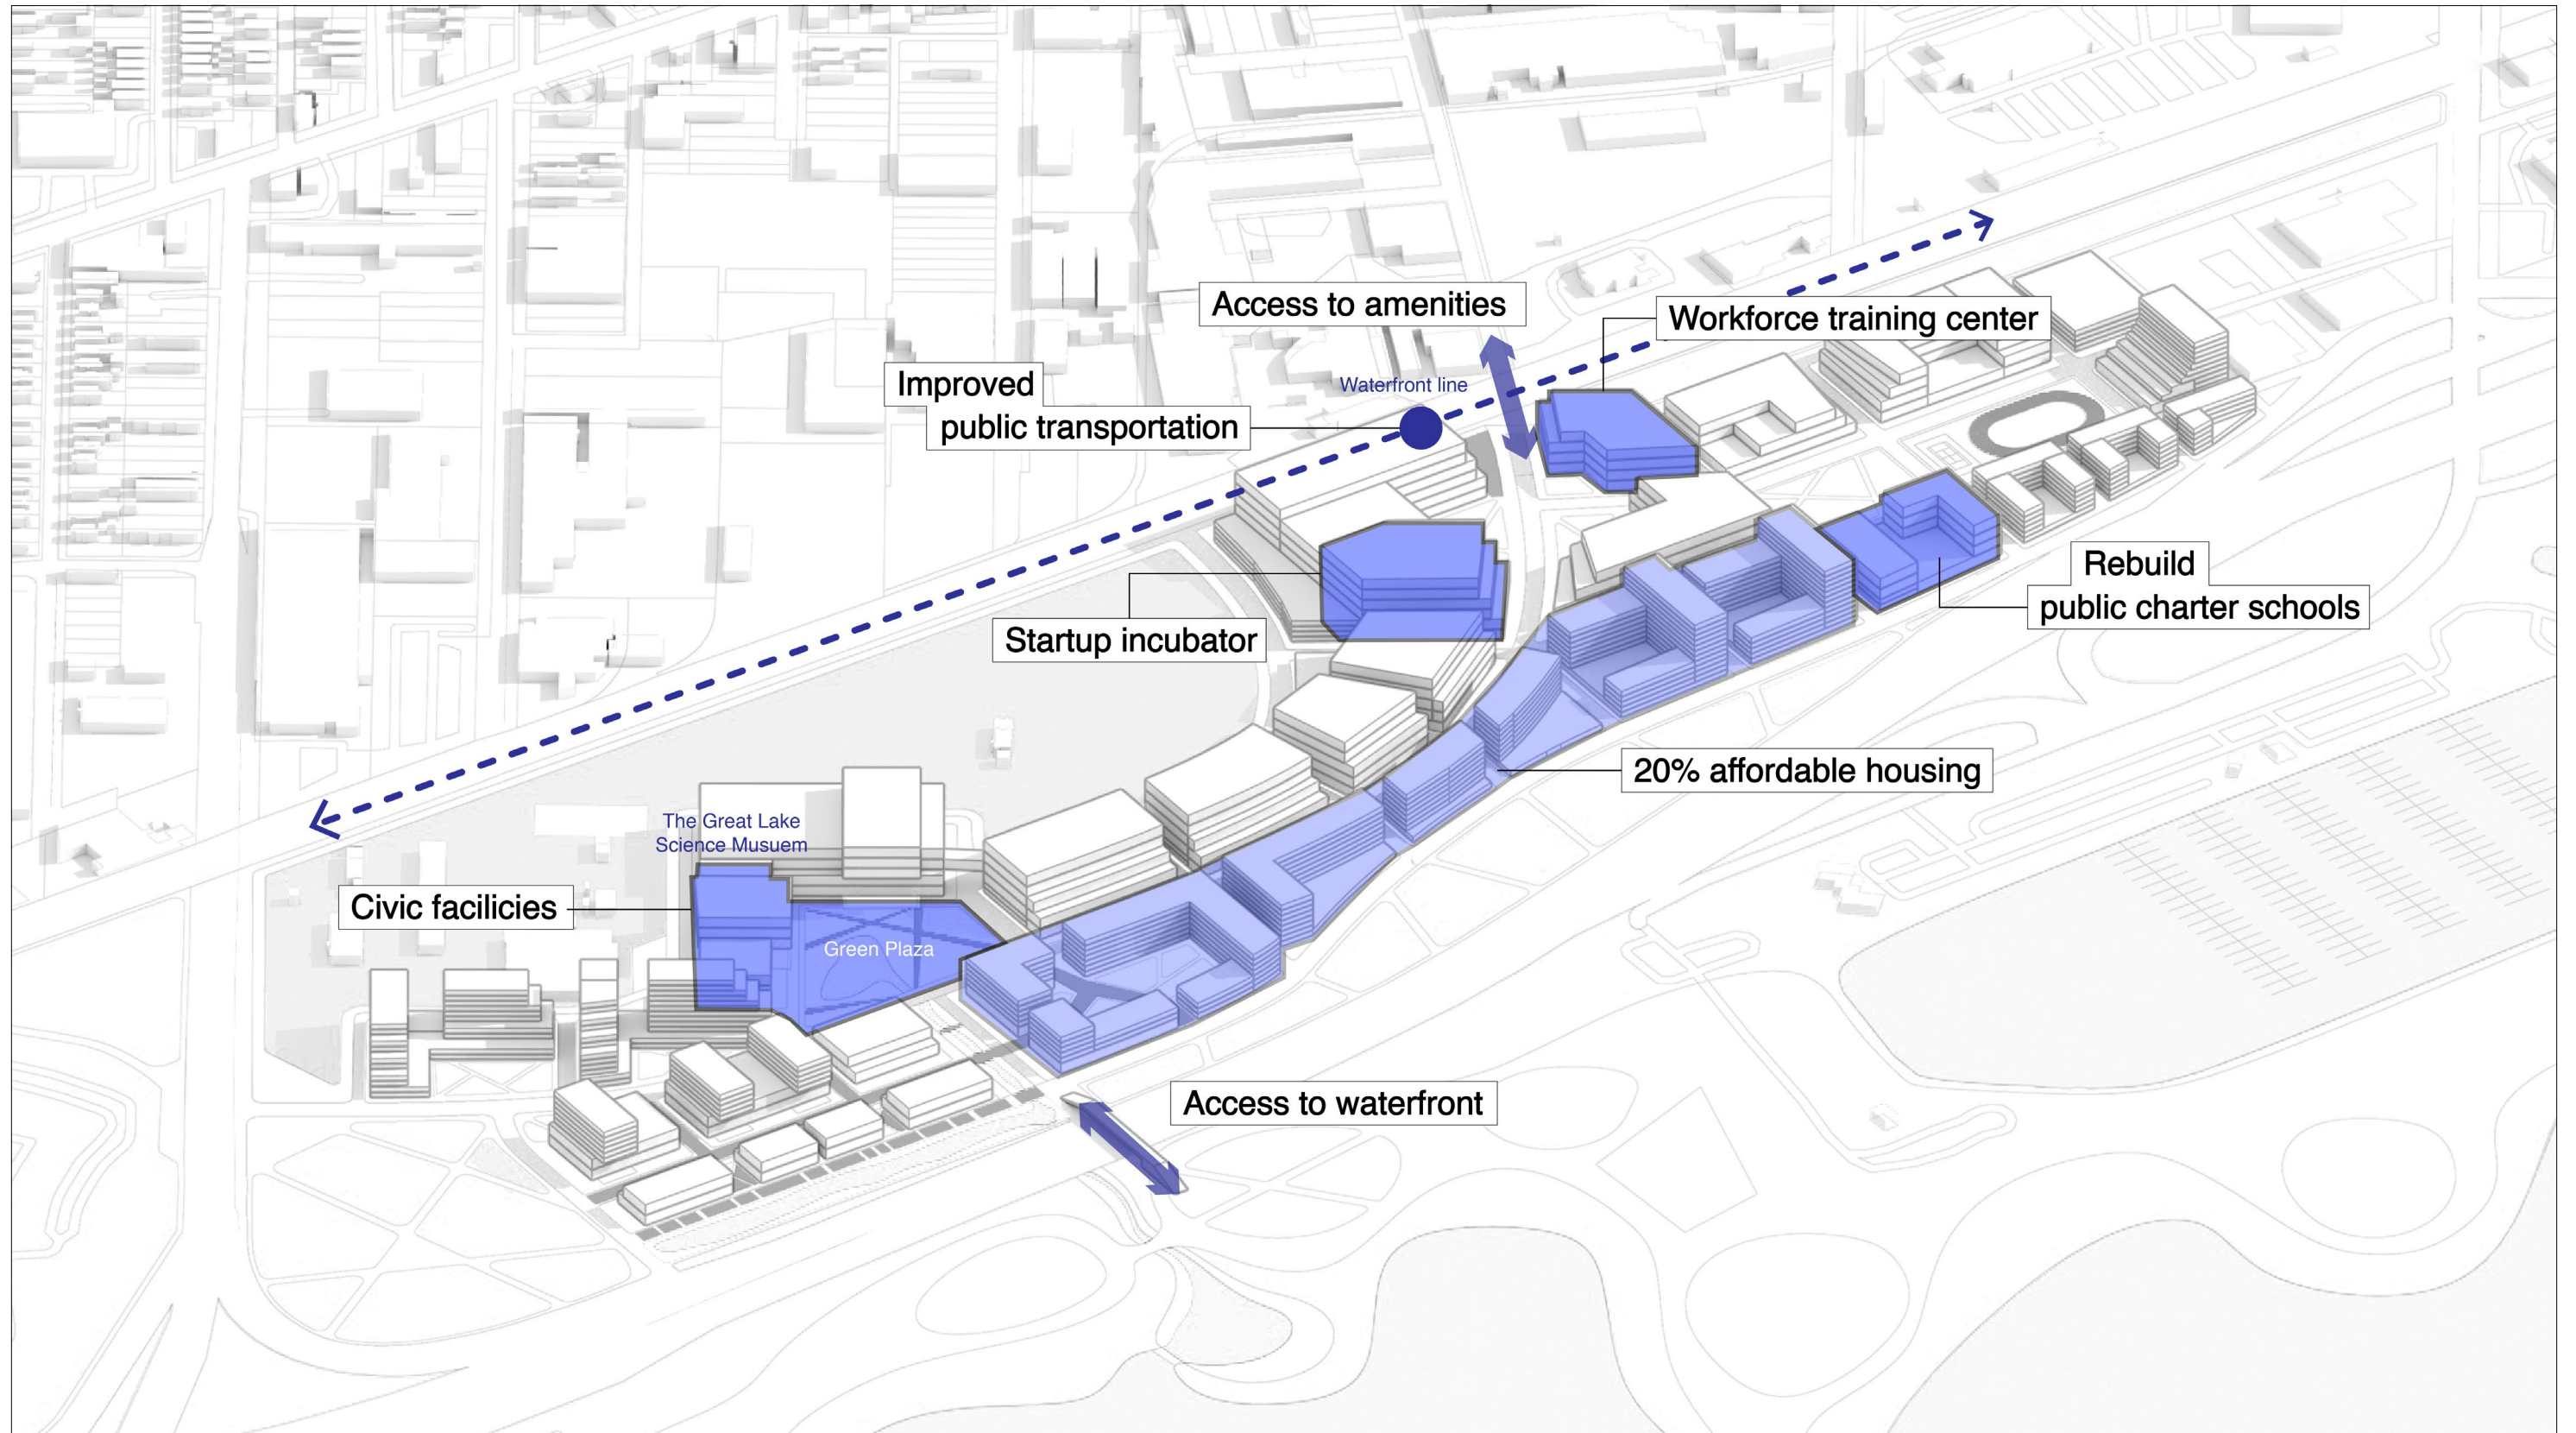 Access to amenities
Workforce training center
Improved
public transportation
Waterfront line
Rebuild
public charter schools
Startup incubator
20% affordable housing
The Great Lake
Science Musuem
Civic facilicies
Green Plaza
Access to waterfront